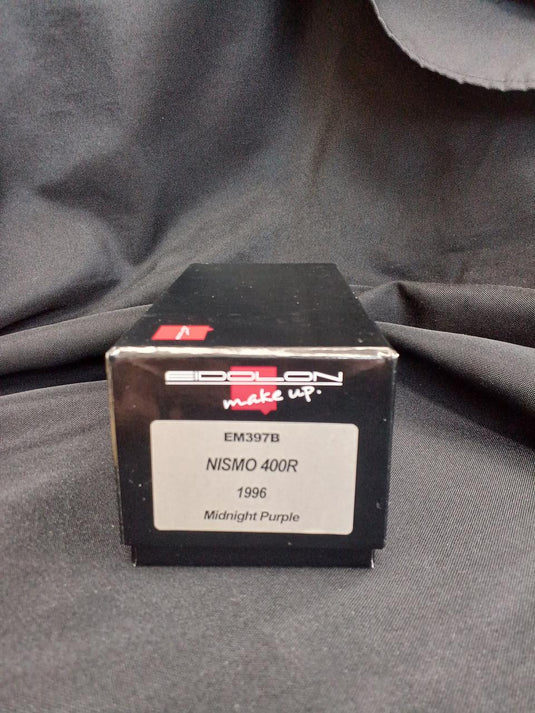 EIDOLON
make up.
EM397B
NISMO 400R
1996
Midnight Purple